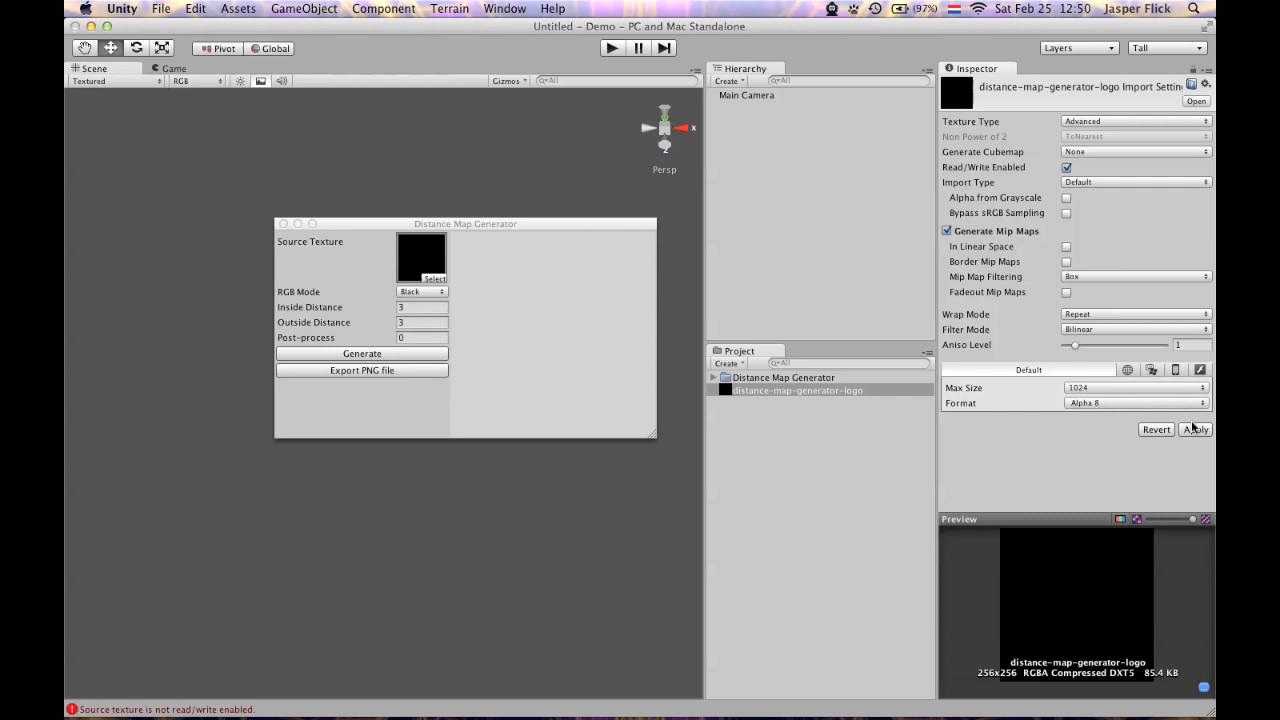 Unity File Edit Assets GameObject Component Terrain Window Help (97%) Sat Feb 25 12:50 Jasper Flick
Untitled – Demo – PC and Mac Standalone
Pivot Global Layers Tall
Scene Game
Textured RGB Gizmos All
x
z
Persp
Distance Map Generator
Source Texture
Select
RGB Mode Black
Inside Distance 3
Outside Distance 3
Post-process 0
Generate
Export PNG file
Hierarchy
Create All
Main Camera
Project
Create All
Distance Map Generator
distance-map-generator-logo
Inspector
distance-map-generator-logo Import Settin
Open
Texture Type Advanced
Non Power of 2 ToNearest
Generate Cubemap None
Read/Write Enabled
Import Type Default
Alpha from Grayscale
Bypass sRGB Sampling
Generate Mip Maps
In Linear Space
Border Mip Maps
Mip Map Filtering Box
Fadeout Mip Maps
Wrap Mode Repeat
Filter Mode Bilinear
Aniso Level 1
Default
Max Size 1024
Format Alpha 8
Revert Apply
Preview
distance-map-generator-logo
256x256 RGBA Compressed DXT5 85.4 KB
Source texture is not read/write enabled.